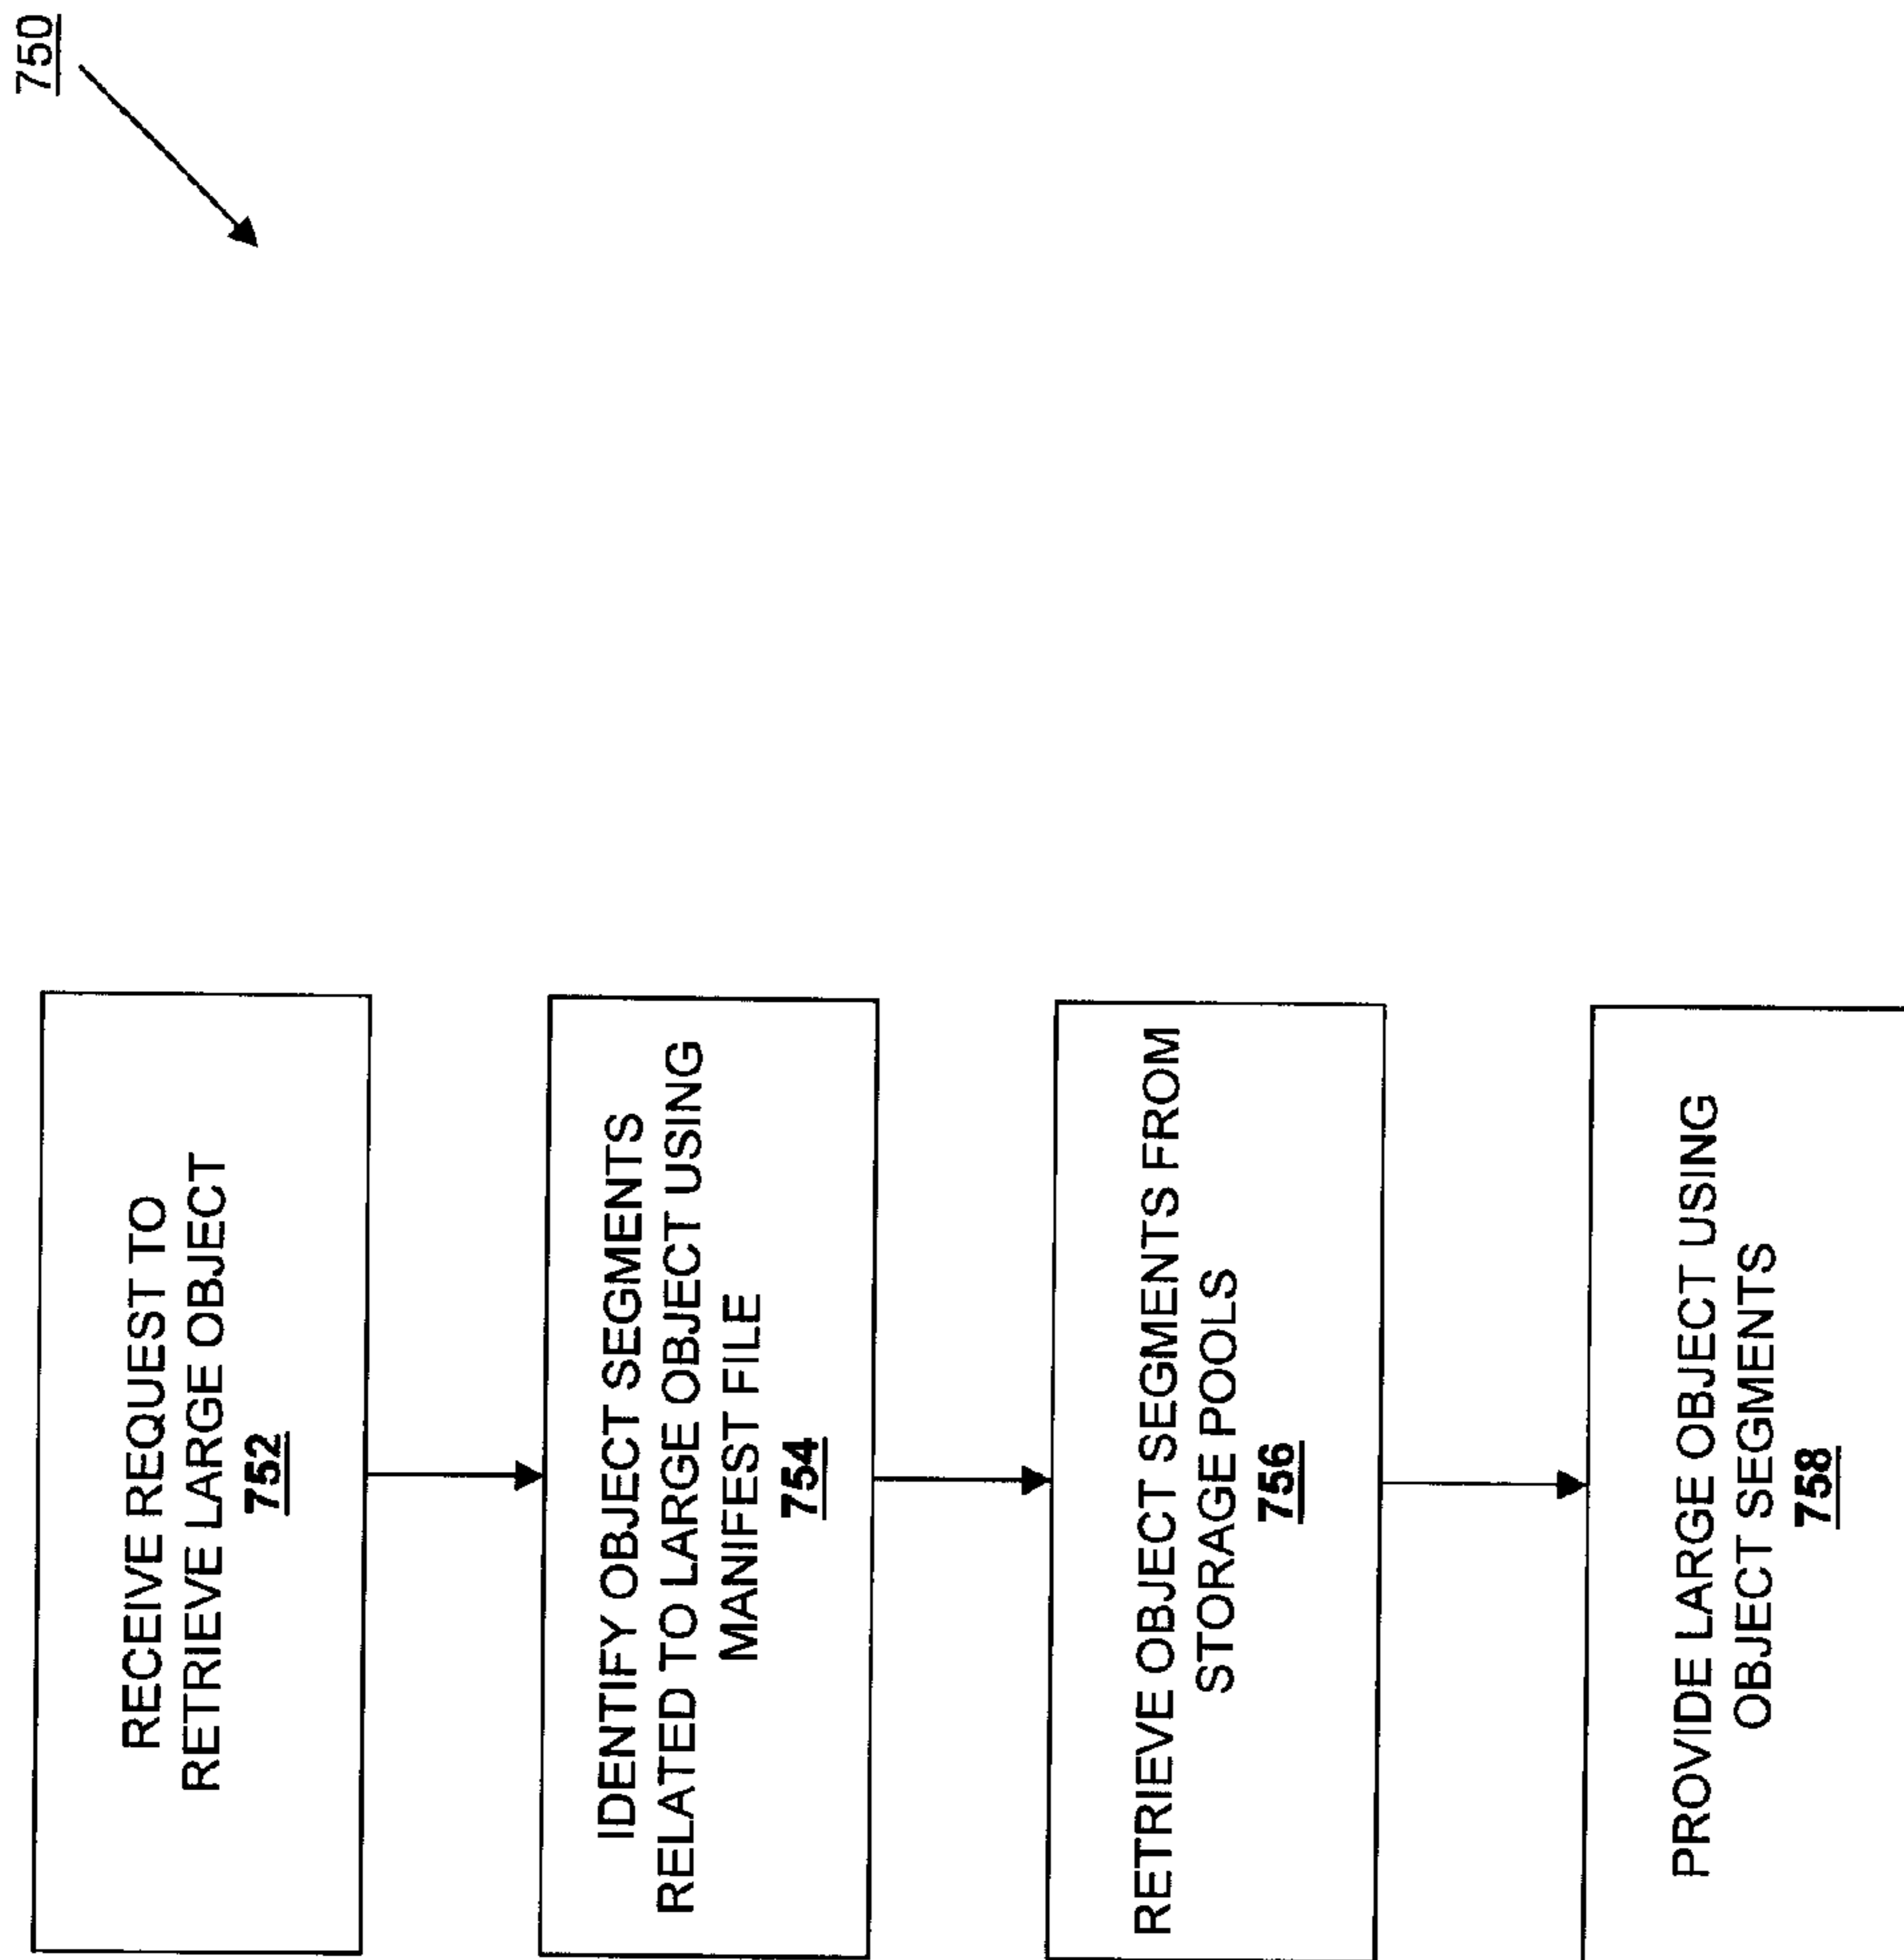 750
RECEIVE REQUEST TO
RETRIEVE LARGE OBJECT
752
IDENTIFY OBJECT SEGMENTS
RELATED TO LARGE OBJECT USING
MANIFEST FILE
754
RETRIEVE OBJECT SEGMENTS FROM
STORAGE POOLS
756
PROVIDE LARGE OBJECT USING
OBJECT SEGMENTS
758